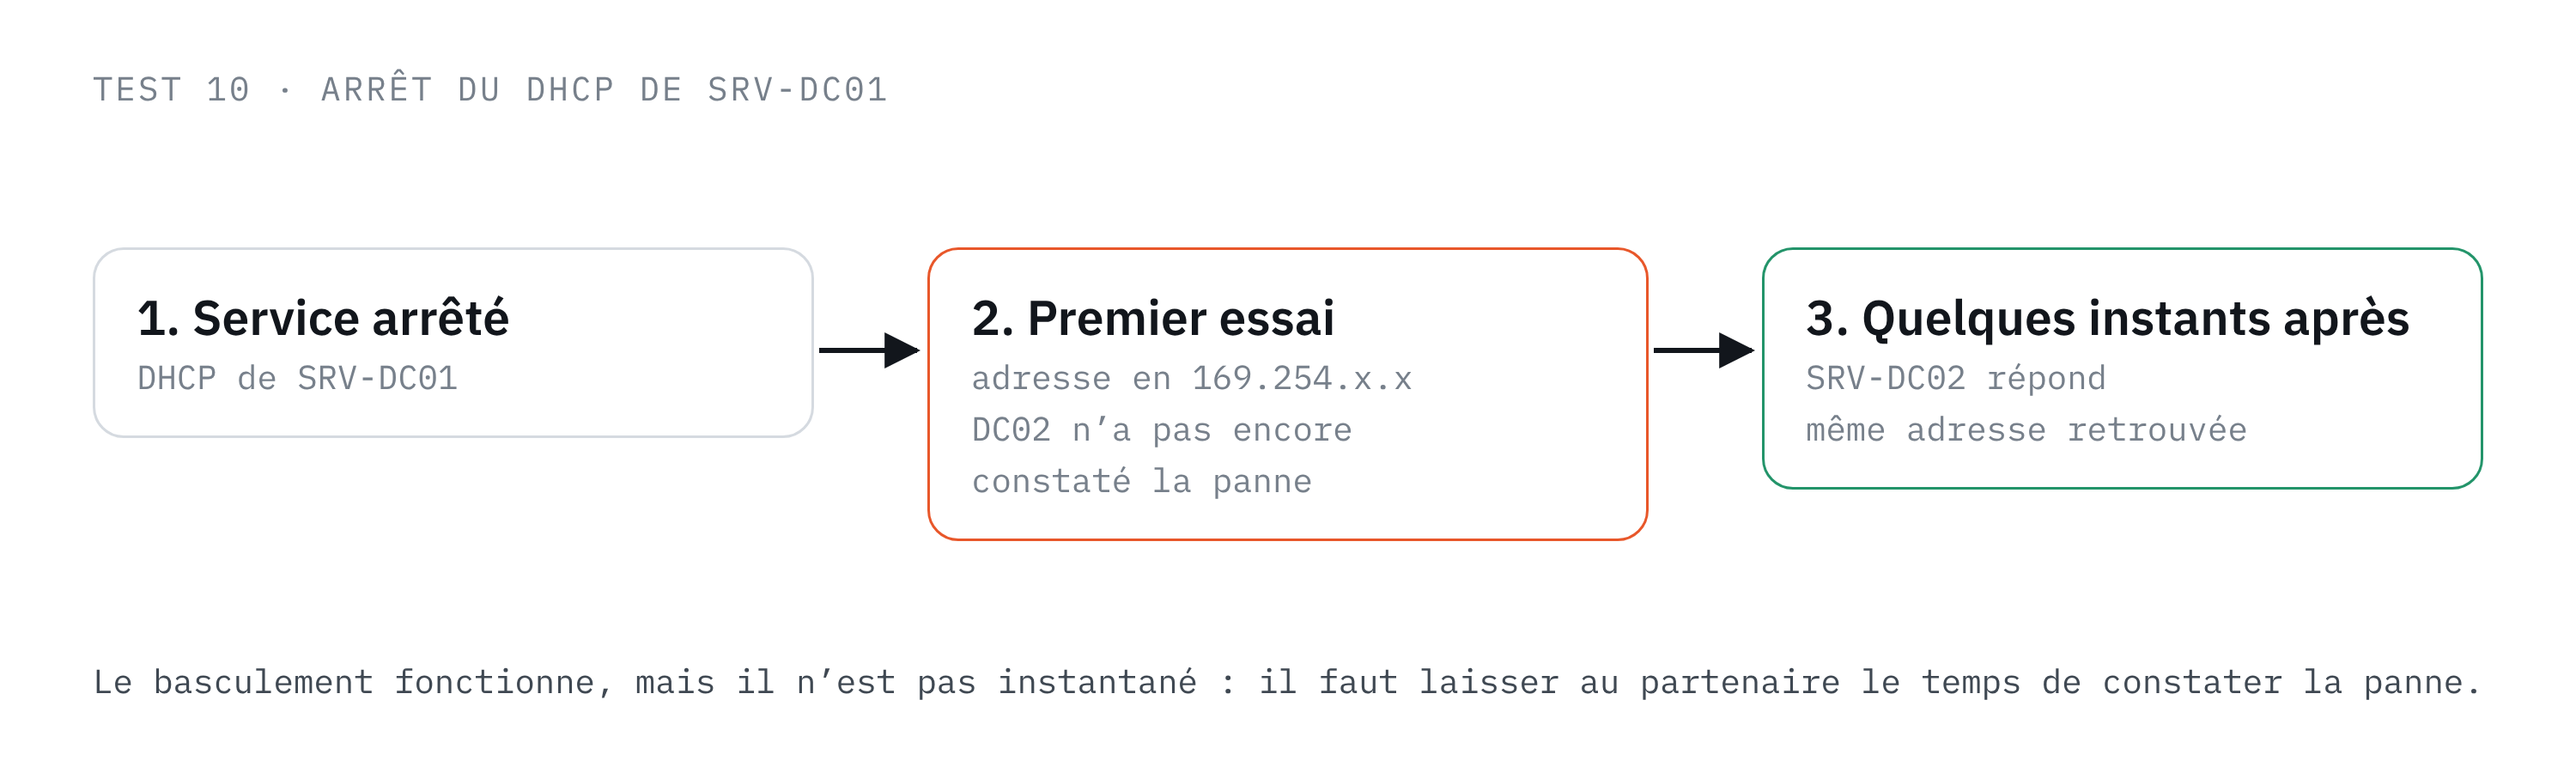 TEST 10 · ARRÊT DU DHCP DE SRV-DC01
1. Service arrêté
DHCP de SRV-DC01
2. Premier essai
adresse en 169.254.x.x
DC02 n’a pas encore
constaté la panne
3. Quelques instants après
SRV-DC02 répond
même adresse retrouvée
Le basculement fonctionne, mais il n’est pas instantané : il faut laisser au partenaire le temps de constater la panne.